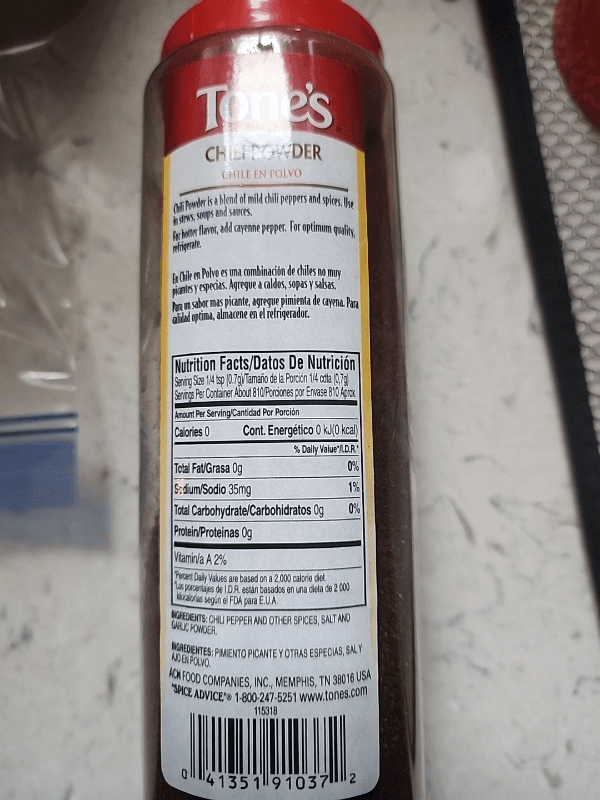 Tone's
CHILI POWDER
CHILE EN POLVO
Chili Powder is a blend of mild chili peppers and spices. Use
in stews, soups and sauces.
For hotter flavor, add cayenne pepper. For optimum quality,
refrigerate.
En Chile en Polvo es una combinación de chiles no muy
picantes y especias. Agregue a caldos, sopas y salsas.
Para un sabor mas picante, agregue pimienta de cayena. Para
calidad optima, almacene en el refrigerador.
Nutrition Facts/Datos De Nutrición
Serving Size 1/4 tsp (0.7g)/Tamaño de la Porción 1/4 cdta (0,7g)
Servings Per Container About 810/Porciones por Envase 810 Aprox.
Amount Per Serving/Cantidad Por Porción
Calories 0 Cont. Energético 0 kJ(0 kcal)
% Daily Value*/I.D.R.*
Total Fat/Grasa 0g 0%
Sodium/Sodio 35mg 1%
Total Carbohydrate/Carbohidratos 0g 0%
Protein/Proteinas 0g
Vitamin/a A 2%
*Percent Daily Values are based on a 2,000 calorie diet.
*Los porcentajes de I.D.R. están basados en una dieta de 2 000
kilocalorías según el FDA para E.U.A.
INGREDIENTS: CHILI PEPPER AND OTHER SPICES, SALT AND
GARLIC POWDER.
INGREDIENTES: PIMIENTO PICANTE Y OTRAS ESPECIAS, SAL Y
AJO EN POLVO.
ACH FOOD COMPANIES, INC., MEMPHIS, TN 38016 USA
"SPICE ADVICE"® 1-800-247-5251 www.tones.com
115318
0 41351 91037 2